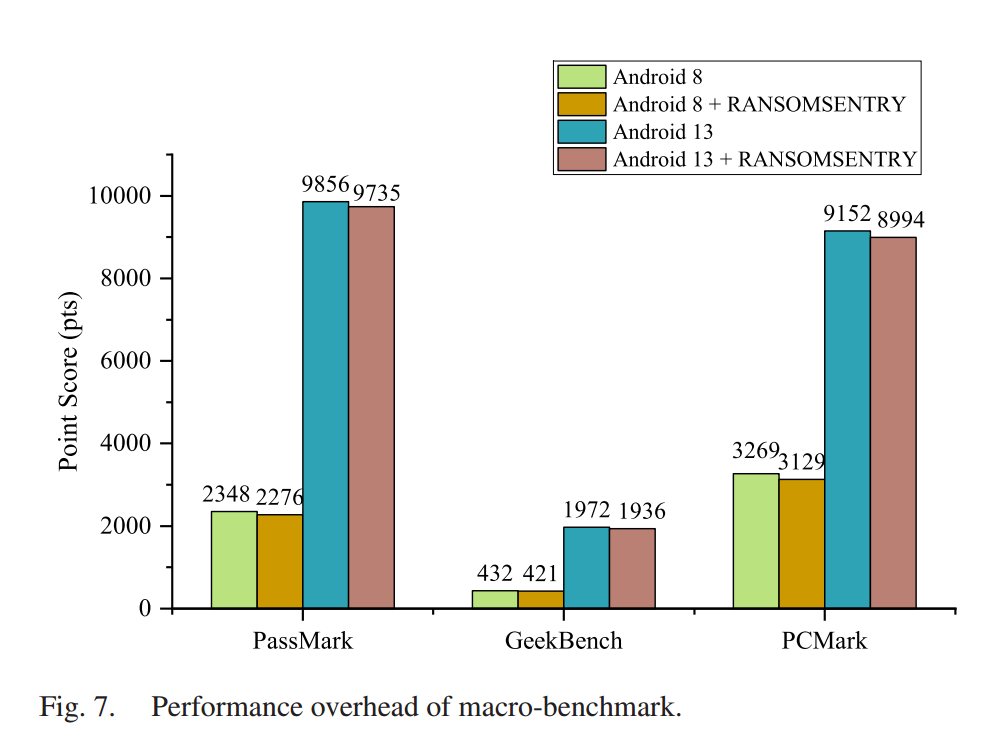 Android 8
Android 8 + RANSOMSENTRY
Android 13
Android 13 + RANSOMSENTRY
Point Score (pts)
10000
8000
6000
4000
2000
0
2348 2276 9856 9735
432 421 1972 1936
3269 3129 9152 8994
PassMark GeekBench PCMark
Fig. 7. Performance overhead of macro-benchmark.